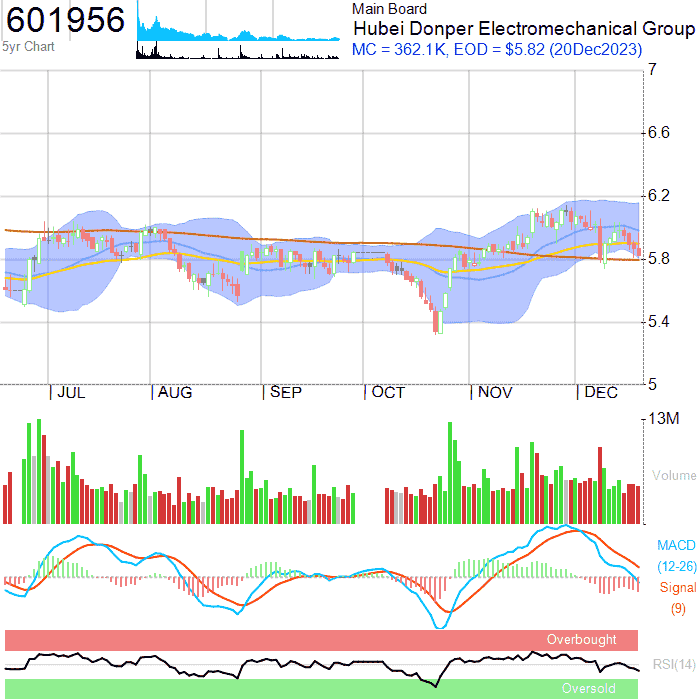 601956
5yr Chart
Main Board
Hubei Donper Electromechanical Group
MC = 362.1K, EOD = $5.82 (20Dec2023)
7
6.6
6.2
5.8
5.4
5
JUL AUG SEP OCT NOV DEC
13M
Volume
MACD
(12-26)
Signal
(9)
Overbought
RSI(14)
Oversold